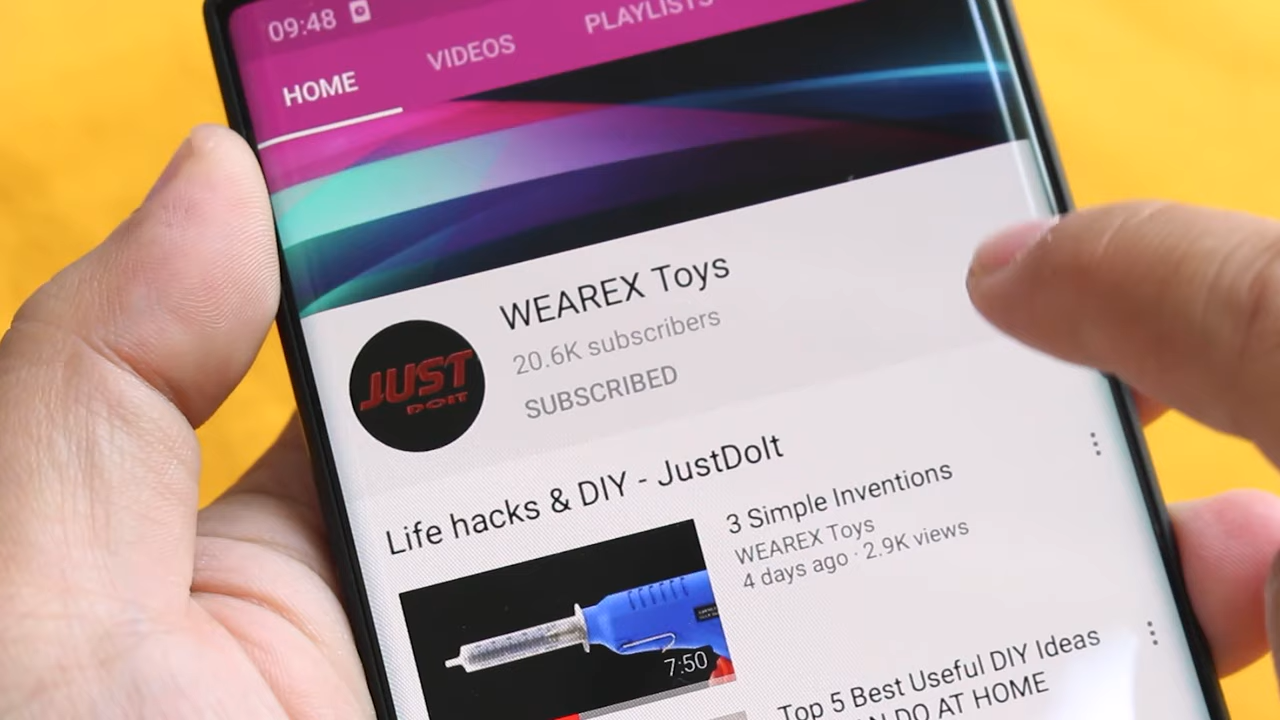 09:48
HOME
VIDEOS
PLAYLISTS
WEAREX Toys
20.6K subscribers
SUBSCRIBED
JUST
DOIT
Life hacks & DIY - JustDoIt
3 Simple Inventions
WEAREX Toys
4 days ago · 2.9K views
7:50
Top 5 Best Useful DIY Ideas
DO AT HOME